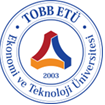 TOBB ETÜ
Ekonomi ve Teknoloji Üniversitesi
2003